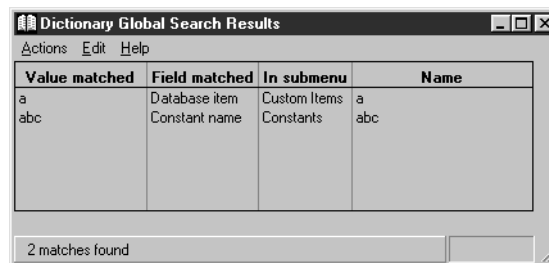 Dictionary Global Search Results
Actions Edit Help
Value matched Field matched In submenu Name
a Database item Custom Items a
abc Constant name Constants abc
2 matches found